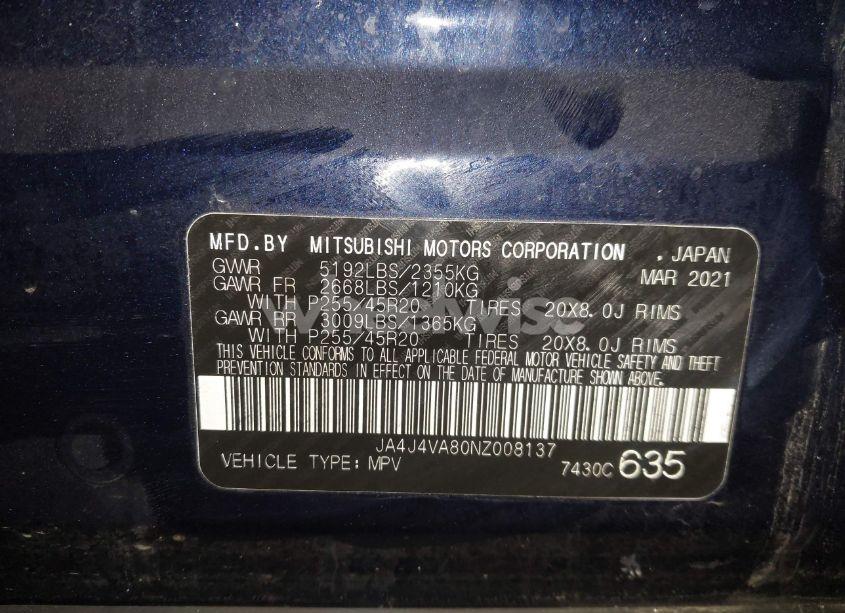 MFD.BY MITSUBISHI MOTORS CORPORATION . JAPAN
GVWR 5192LBS/2355KG MAR 2021
GAWR FR 2668LBS/1210KG
WITH P255/45R20 TIRES 20X8.0J RIMS
GAWR RR 3009LBS/1365KG
WITH P255/45R20 TIRES 20X8.0J RIMS
THIS VEHICLE CONFORMS TO ALL APPLICABLE FEDERAL MOTOR VEHICLE SAFETY AND THEFT
PREVENTION STANDARDS IN EFFECT ON THE DATE OF MANUFACTURE SHOWN ABOVE.
JA4J4VA80NZ008137
VEHICLE TYPE: MPV 7430C 635